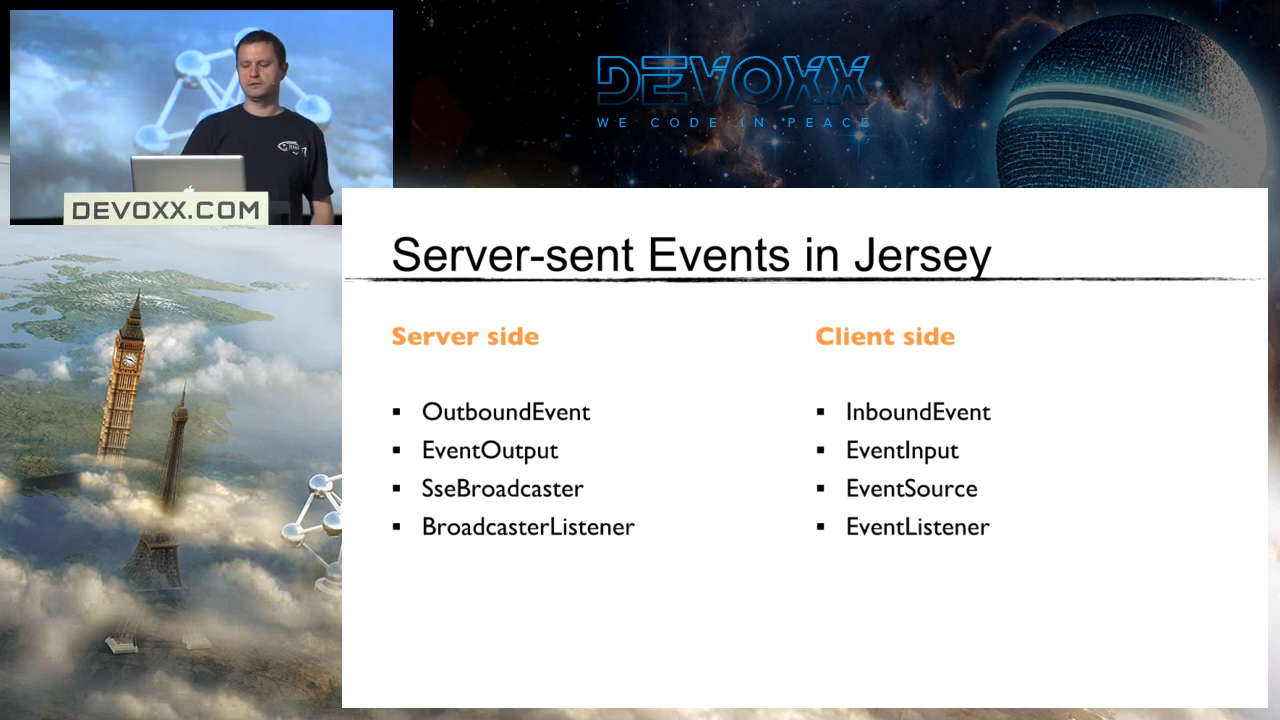 DEVOXX
WE CODE IN PEACE
DEVOXX.COM
Server-sent Events in Jersey
Server side
▪ OutboundEvent
▪ EventOutput
▪ SseBroadcaster
▪ BroadcasterListener
Client side
▪ InboundEvent
▪ EventInput
▪ EventSource
▪ EventListener